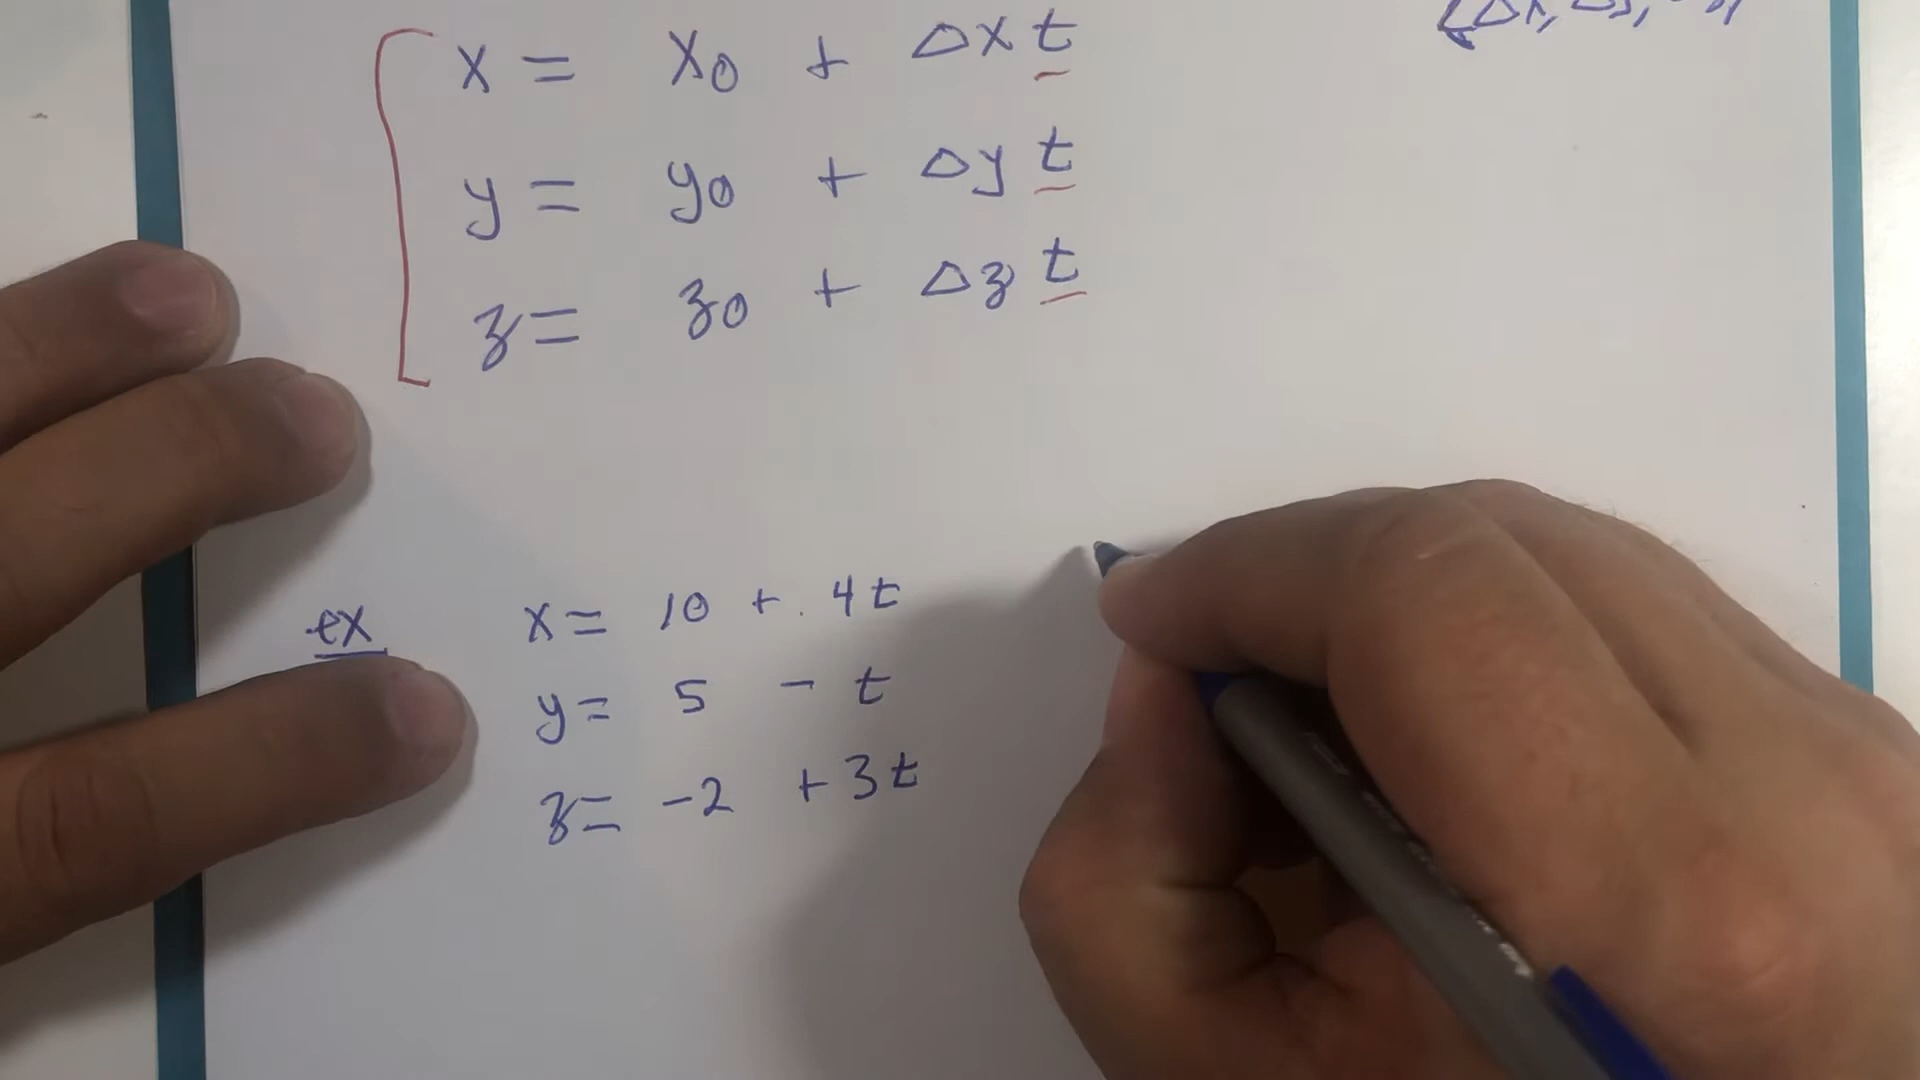 x = x₀ + Δx t
y = y₀ + Δy t
z = z₀ + Δz t
ex
x = 10 + 4t
y = 5 - t
z = -2 + 3t